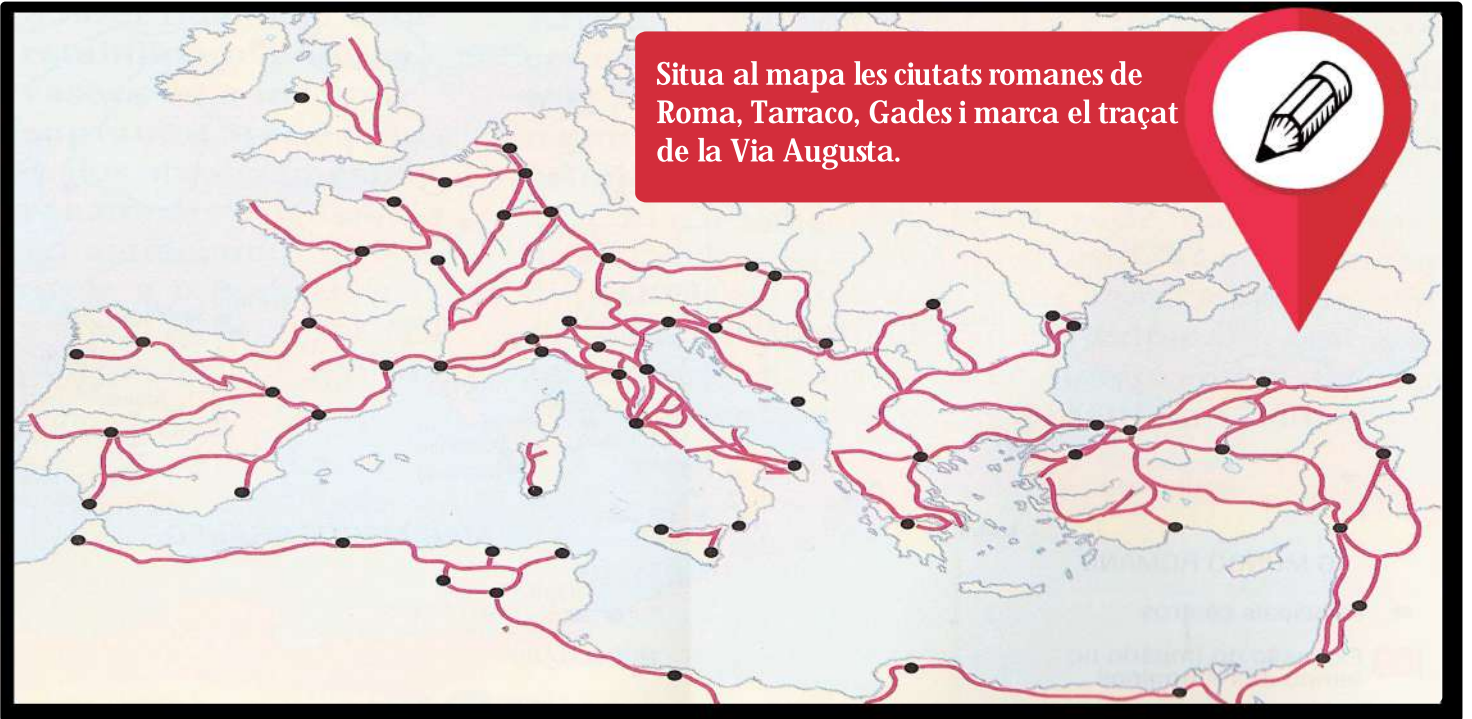 Situa al mapa les ciutats romanes de
Roma, Tarraco, Gades i marca el traçat
de la Via Augusta.